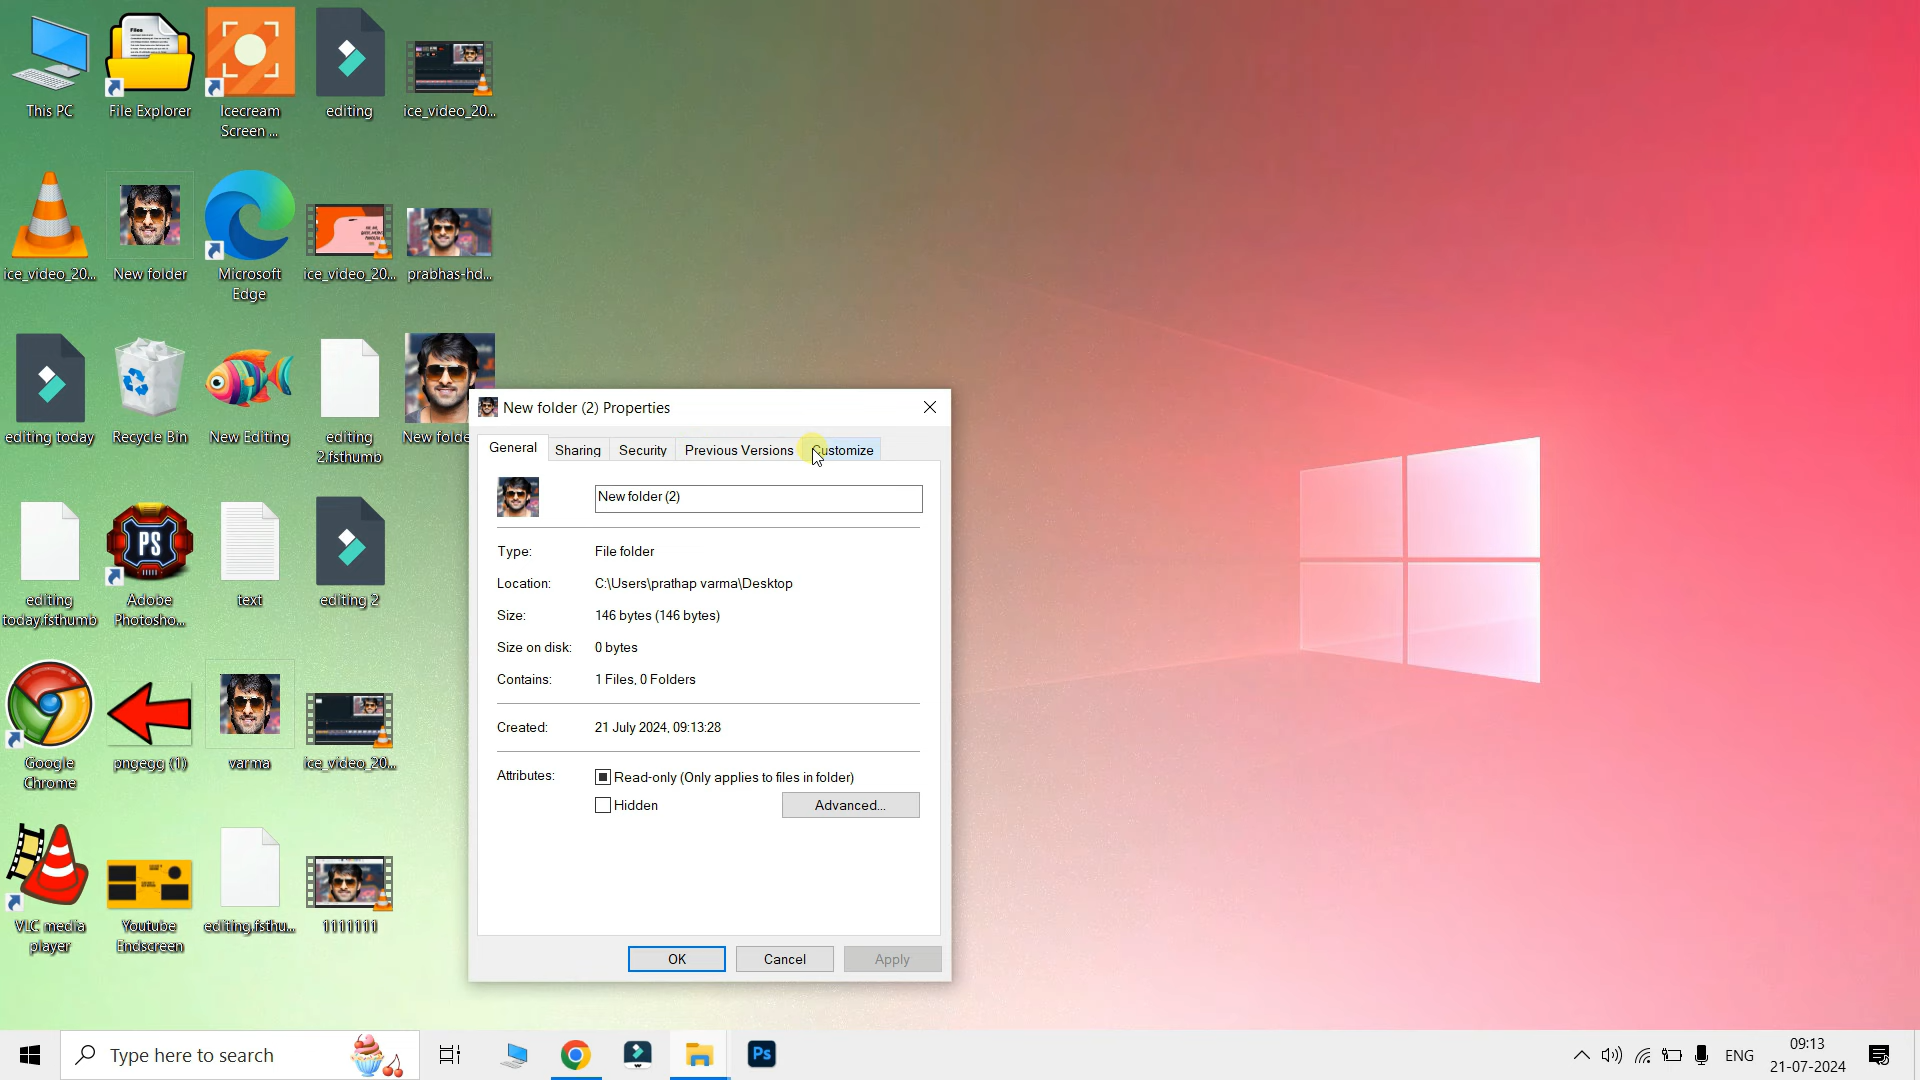 This PC
File Explorer
Icecream
Screen ...
editing
ice_video_20...
ice_video_20...
New folder
Microsoft
Edge
ice_video_20...
prabhas-hd...
editing today
Recycle Bin
New Editing
editing
2.fsthumb
New folde
editing
today.fsthumb
Adobe
Photosho...
text
editing 2
Google
Chrome
pngegg (1)
varma
ice_video_20...
VLC media
player
Youtube
Endscreen
editing.fsthu...
1111111
New folder (2) Properties
General
Sharing
Security
Previous Versions
Customize
New folder (2)
Type: File folder
Location: C:\Users\prathap varma\Desktop
Size: 146 bytes (146 bytes)
Size on disk: 0 bytes
Contains: 1 Files, 0 Folders
Created: 21 July 2024, 09:13:28
Attributes: Read-only (Only applies to files in folder)
Hidden
Advanced...
OK
Cancel
Apply
Type here to search
Ps
ENG
09:13
21-07-2024
Files
PS